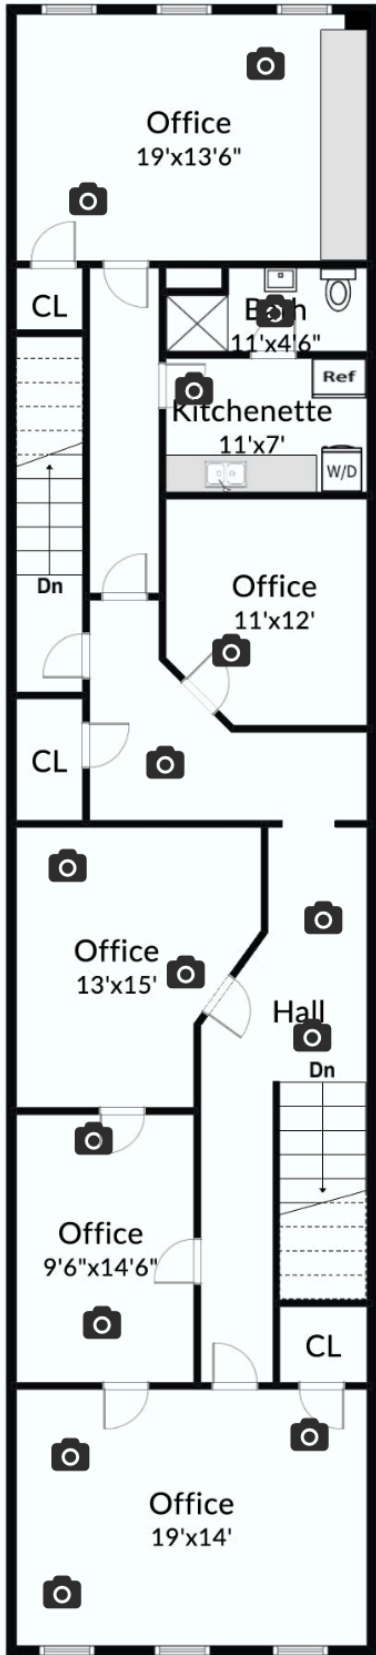 Office
19'x13'6"
CL
Bath
11'x4'6"
Ref
Kitchenette
11'x7'
W/D
Dn
Office
11'x12'
CL
Office
13'x15'
Hall
Dn
Office
9'6"x14'6"
CL
Office
19'x14'